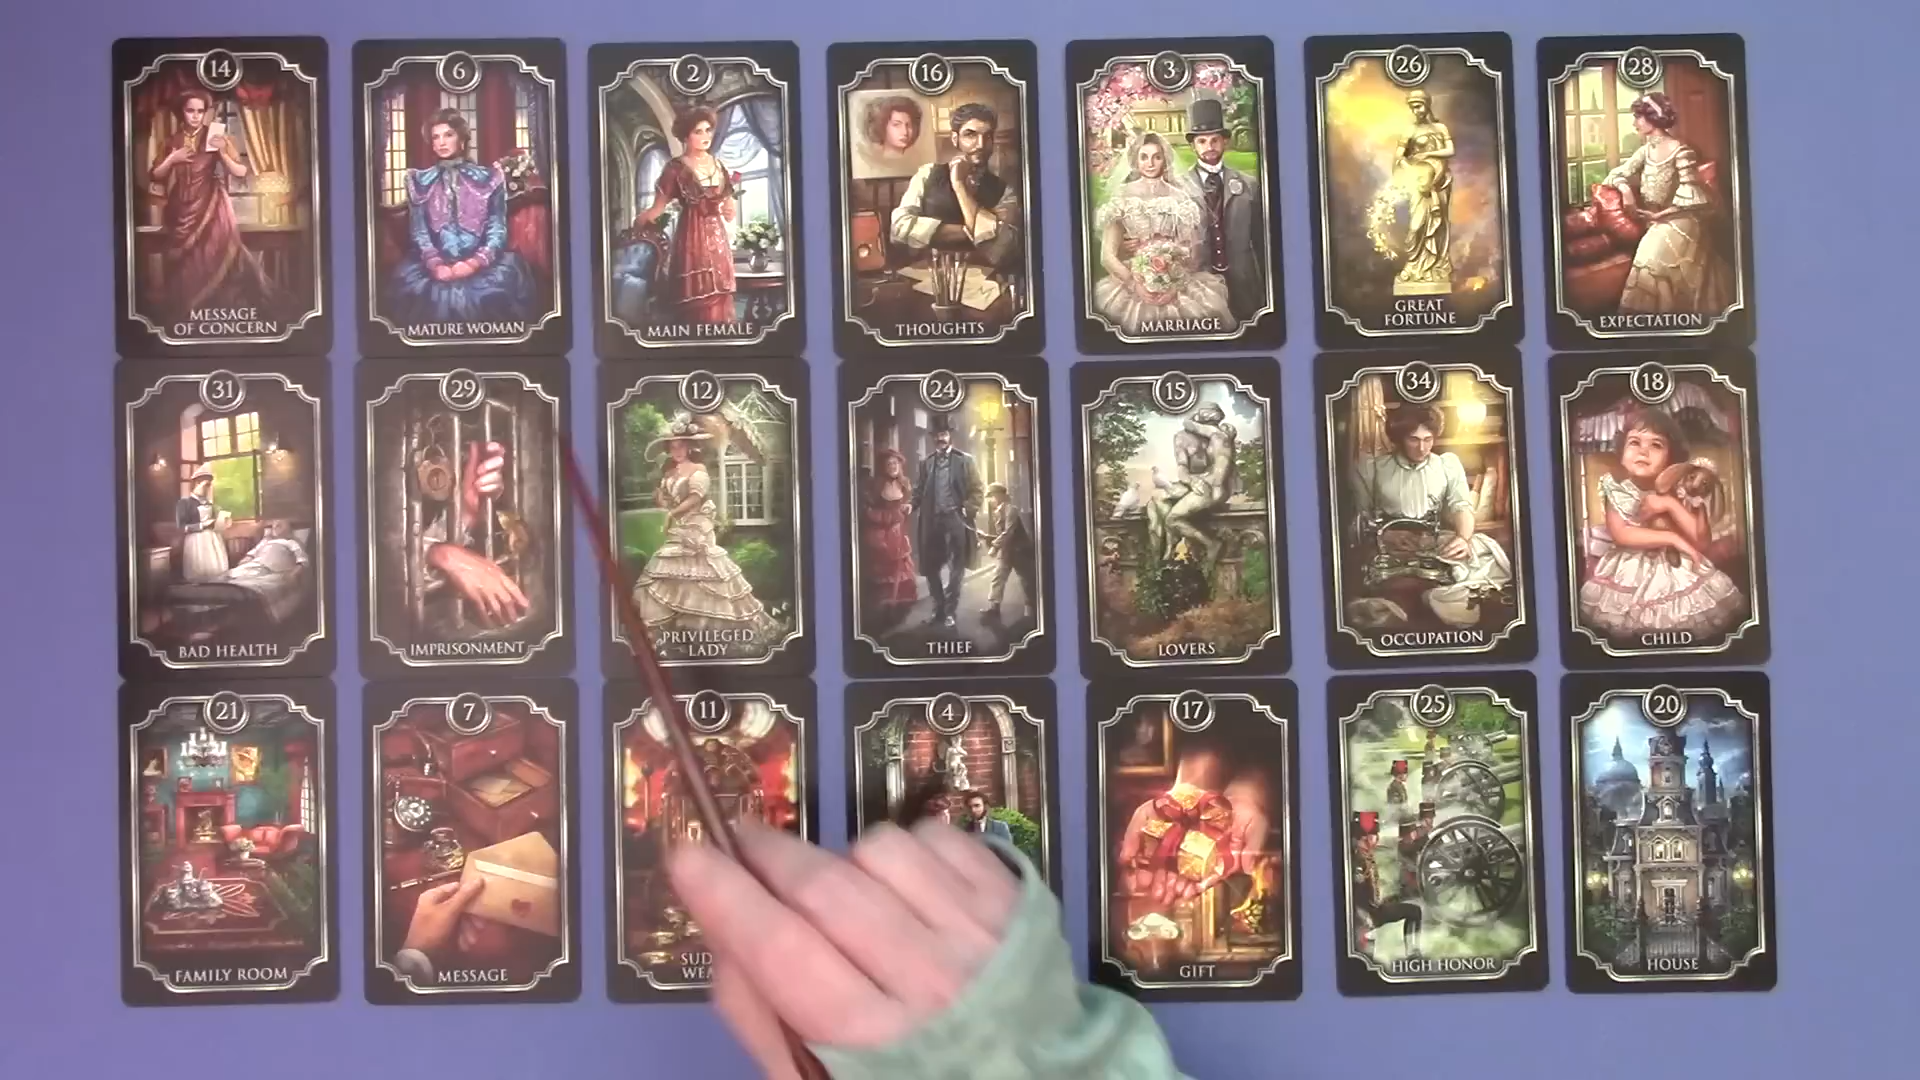 14
MESSAGE
OF CONCERN
6
MATURE WOMAN
2
MAIN FEMALE
16
THOUGHTS
3
MARRIAGE
26
GREAT
FORTUNE
28
EXPECTATION
31
BAD HEALTH
29
IMPRISONMENT
12
PRIVILEGED
LADY
24
THIEF
15
LOVERS
34
OCCUPATION
18
CHILD
21
FAMILY ROOM
7
MESSAGE
11
4
17
GIFT
25
HIGH HONOR
20
HOUSE